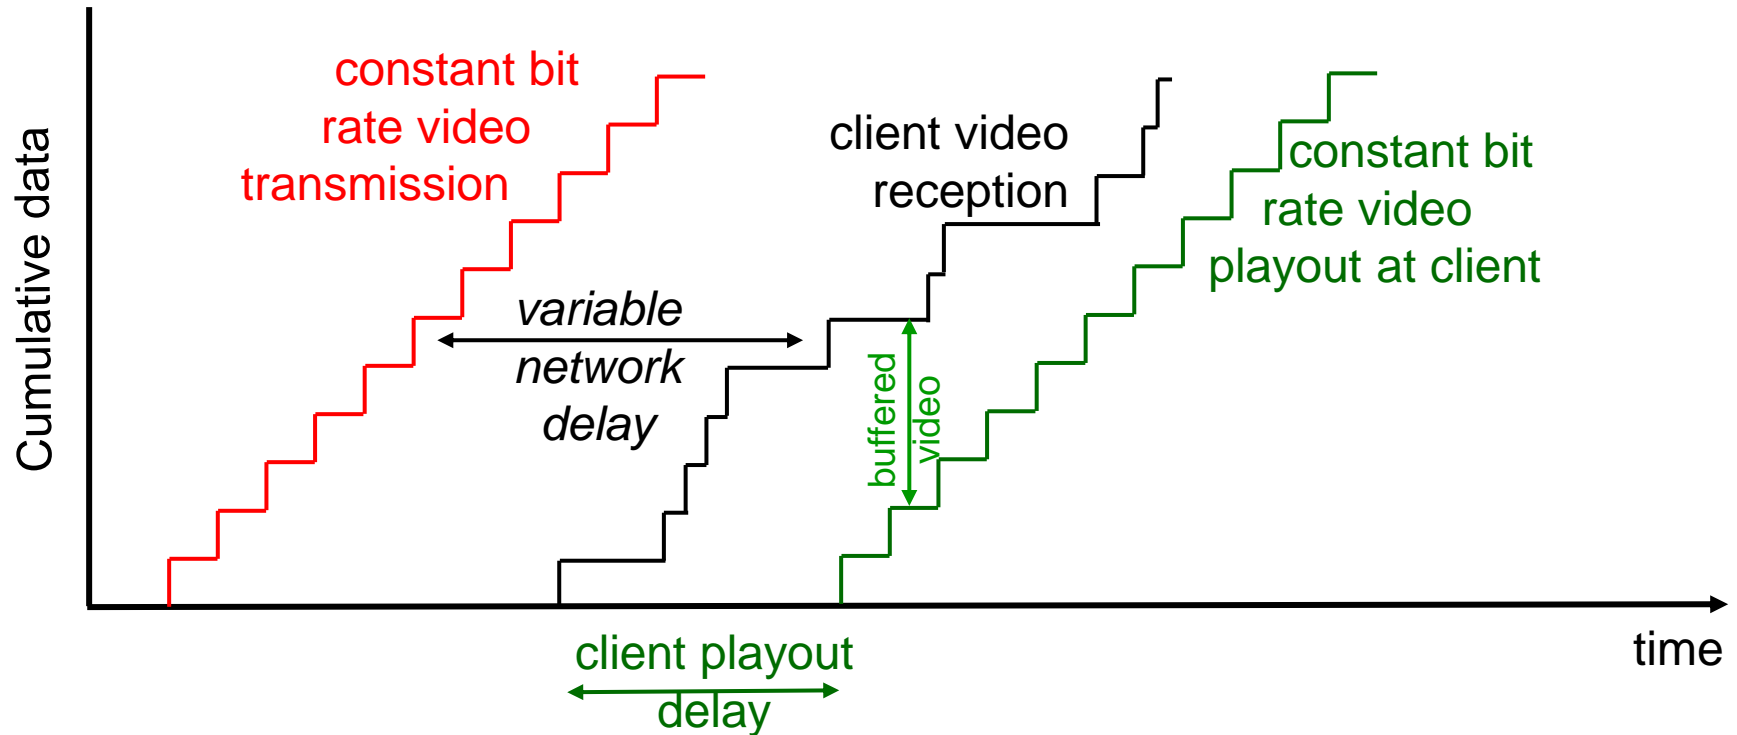 constant bit
rate video
transmission
client video
reception
constant bit
rate video
playout at client
Cumulative data
variable
network
delay
buffered
video
time
client playout
delay